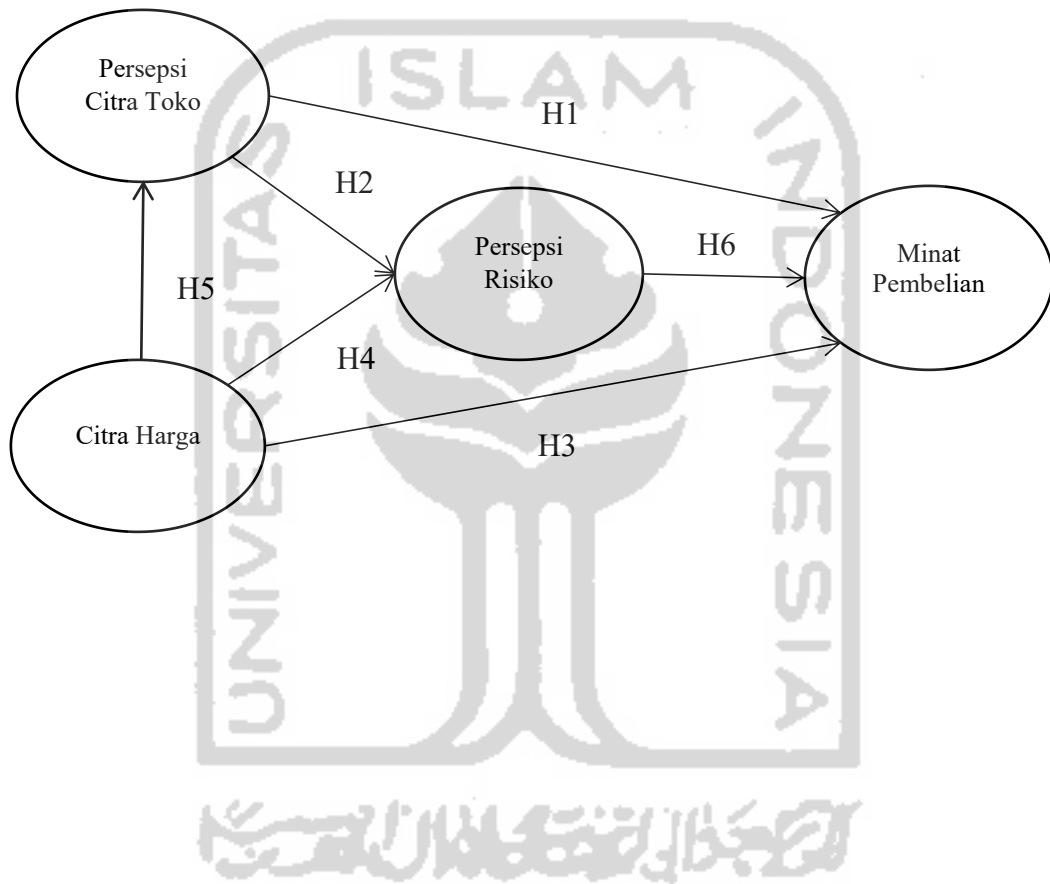 Persepsi
Citra Toko
ISLAM
H1
H2
UNIVERSITAS
INDONESIA
Persepsi
Risiko
H6
Minat
Pembelian
H5
H4
Citra Harga
H3